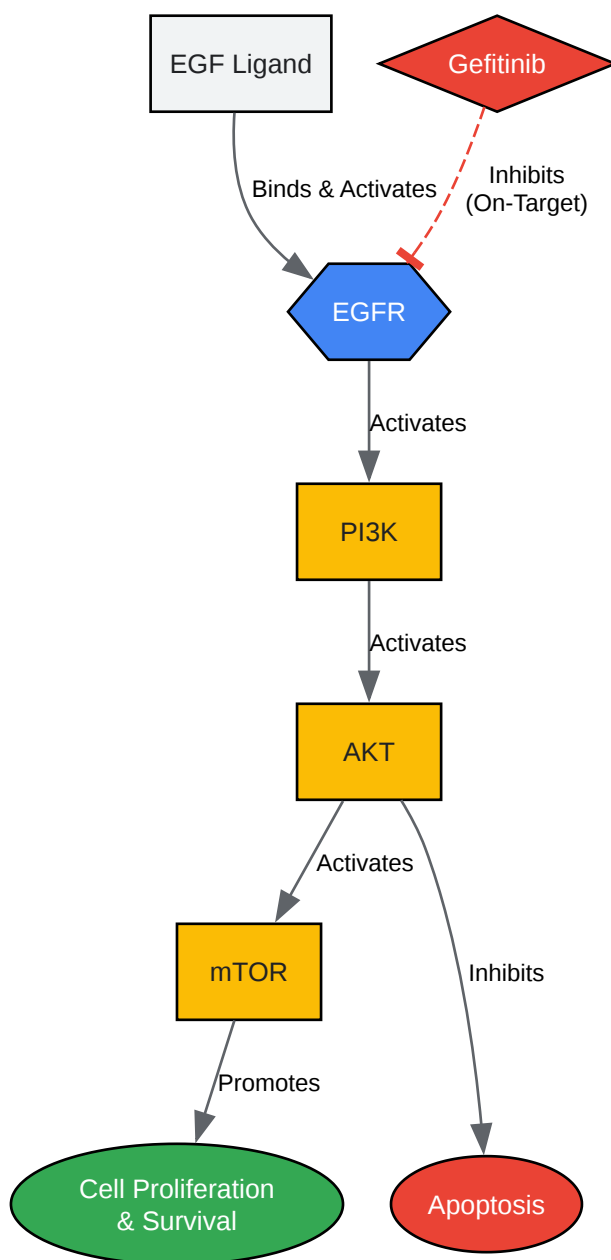 EGF Ligand
Gefitinib
Binds & Activates
Inhibits
(On-Target)
EGFR
Activates
PI3K
Activates
AKT
Activates
mTOR
Inhibits
Promotes
Cell Proliferation
& Survival
Apoptosis